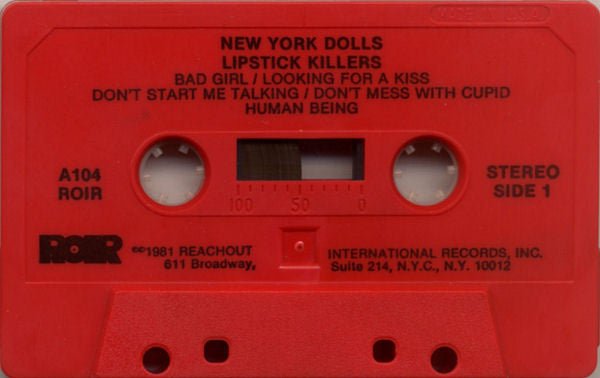 MADE IN U.S.A.
NEW YORK DOLLS
LIPSTICK KILLERS
BAD GIRL / LOOKING FOR A KISS
DON'T START ME TALKING / DON'T MESS WITH CUPID
HUMAN BEING
A104
ROIR
STEREO
SIDE 1
100 50 0
ROIR
©℗1981 REACHOUT INTERNATIONAL RECORDS, INC.
611 Broadway, Suite 214, N.Y.C., N.Y. 10012